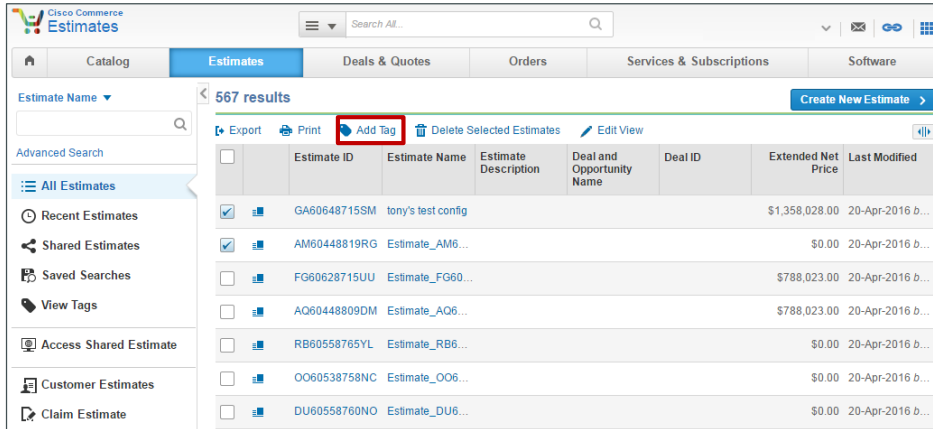 Cisco Commerce
Estimates
Search All...
Catalog
Estimates
Deals & Quotes
Orders
Services & Subscriptions
Software
Estimate Name
567 results
Create New Estimate
Export Print Add Tag Delete Selected Estimates Edit View
Advanced Search
All Estimates
Recent Estimates
Shared Estimates
Saved Searches
View Tags
Access Shared Estimate
Customer Estimates
Claim Estimate
Estimate ID Estimate Name Estimate Description Deal and Opportunity Name Deal ID Extended Net Price Last Modified
GA60648715SM tony's test config $1,358,028.00 20-Apr-2016 b...
AM60448819RG Estimate_AM6... $0.00 20-Apr-2016 b...
FG60628715UU Estimate_FG60... $788,023.00 20-Apr-2016 b...
AQ60448809DM Estimate_AQ6... $788,023.00 20-Apr-2016 b...
RB60558765YL Estimate_RB6... $0.00 20-Apr-2016 b...
OO60538758NC Estimate_OO6... $0.00 20-Apr-2016 b...
DU60558760NO Estimate_DU6... $0.00 20-Apr-2016 b...